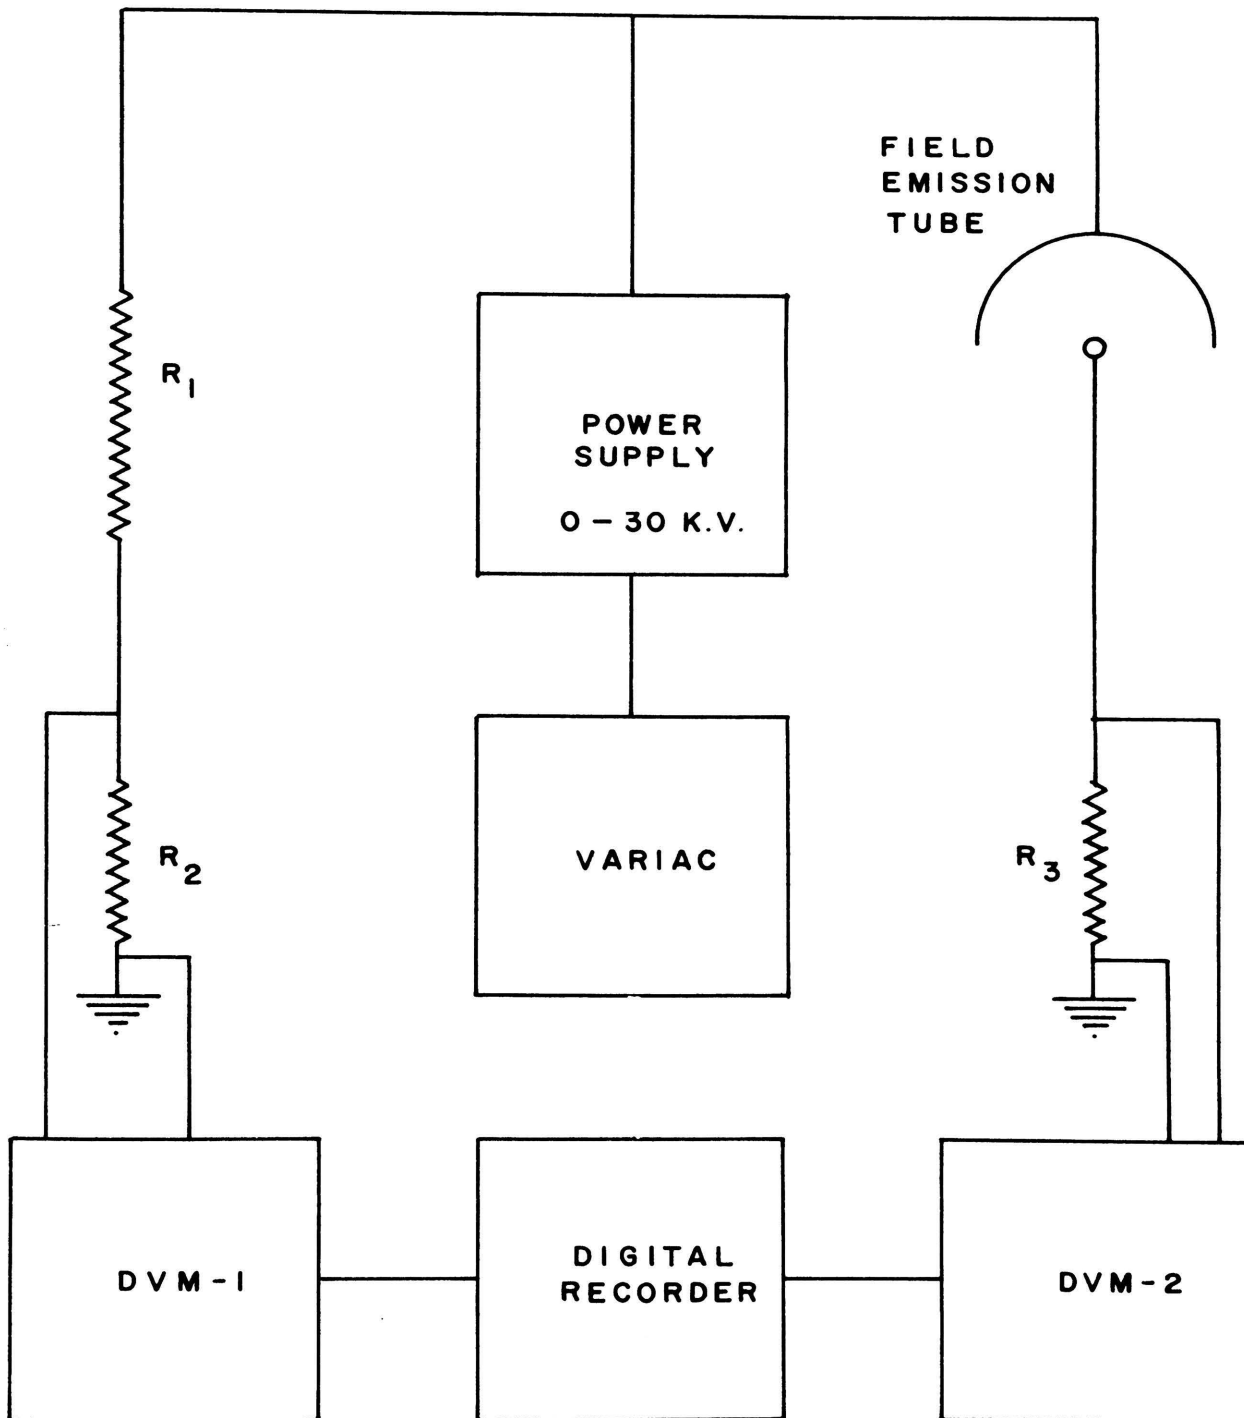 FIELD
EMISSION
TUBE
R1
POWER
SUPPLY
0 – 30 K.V.
R2
VARIAC
R3
DVM-1
DIGITAL
RECORDER
DVM-2